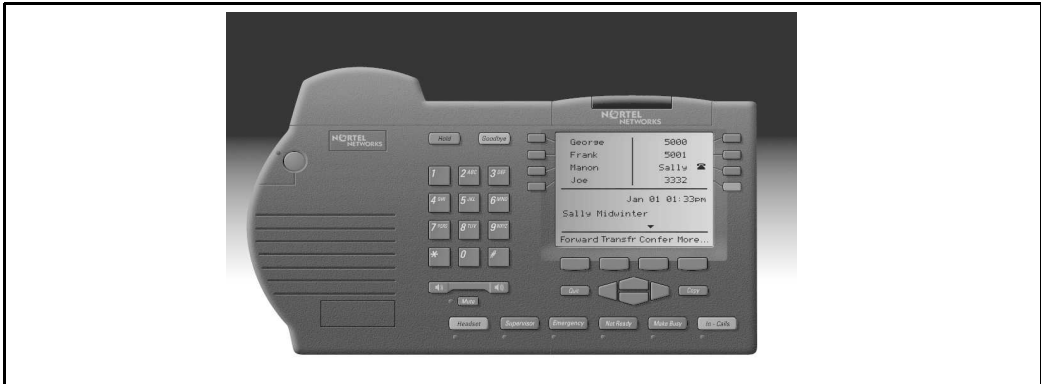 NORTEL
NETWORKS
NORTEL
NETWORKS
Hold
Goodbye
George 5000
Frank 5001
Manon Sally
Joe 3332
Jan 01 01:33pm
Sally Midwinter
Forward Transfr Confer More...
1 2 ABC 3 DEF
4 GHI 5 JKL 6 MNO
7 PQRS 8 TUV 9 WXYZ
* 0 #
Quit
Copy
Mute
Headset
Supervisor
Emergency
Not Ready
Make Busy
In - Calls